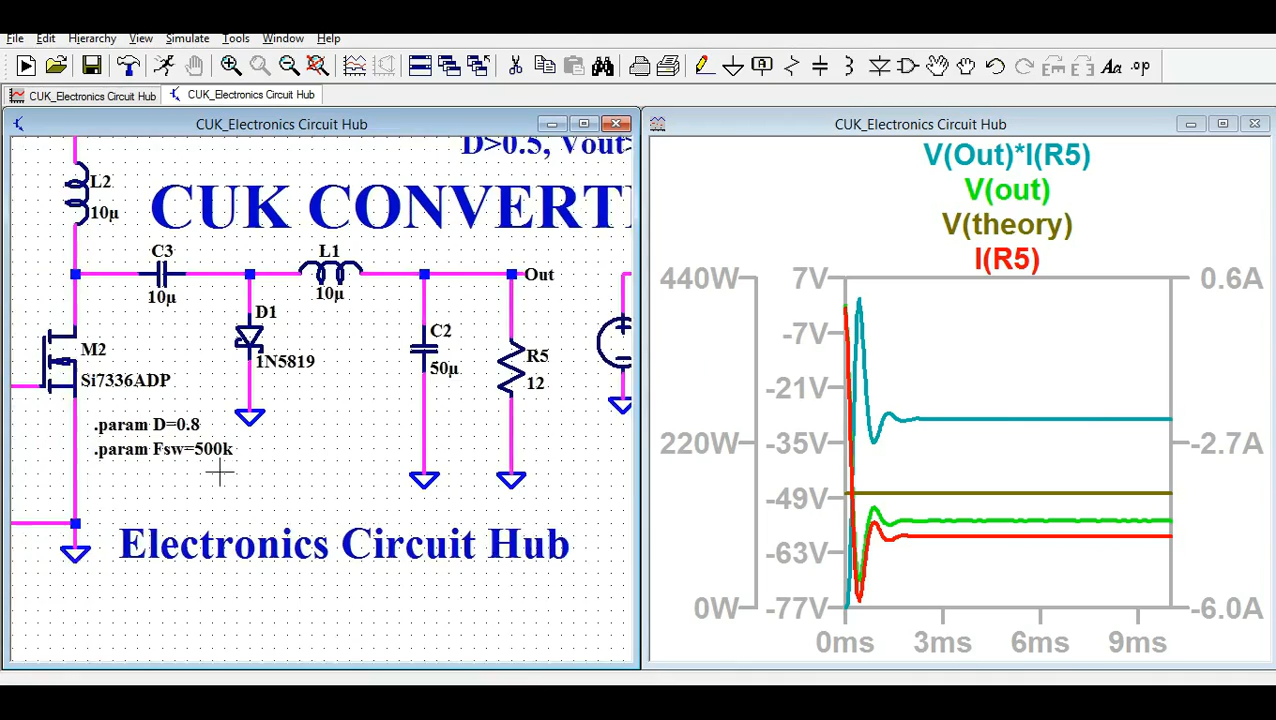 File Edit Hierarchy View Simulate Tools Window Help
Aa .op
CUK_Electronics Circuit Hub CUK_Electronics Circuit Hub
CUK_Electronics Circuit Hub
D>0.5, Vout>
L2
10µ
CUK CONVERT
C3
10µ
L1
10µ
Out
M2
Si7336ADP
D1
1N5819
C2
50µ
R5
12
.param D=0.8
.param Fsw=500k
Electronics Circuit Hub
CUK_Electronics Circuit Hub
V(Out)*I(R5)
V(out)
V(theory)
I(R5)
440W 7V 0.6A
-7V
-21V
220W -35V -2.7A
-49V
-63V
0W -77V -6.0A
0ms 3ms 6ms 9ms